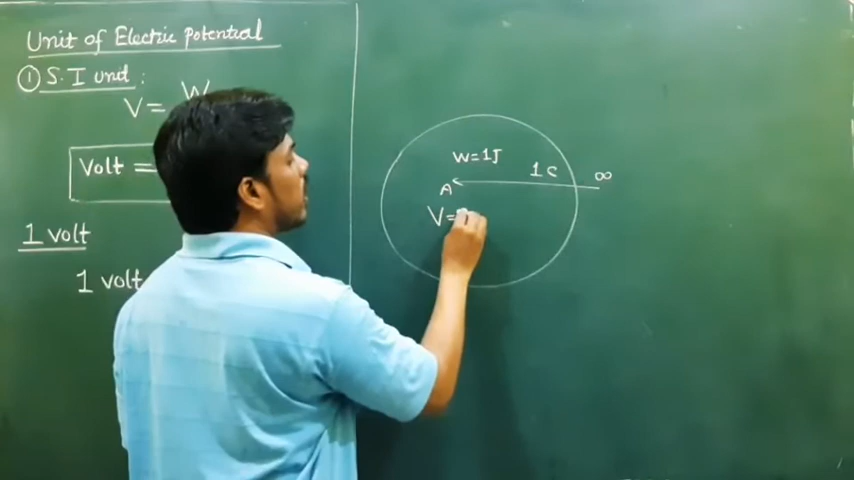 Unit of Electric Potential
① S.I unit :
V = W
Volt =
1 Volt
1 volt
W=1J
1 C
∞
A
V=